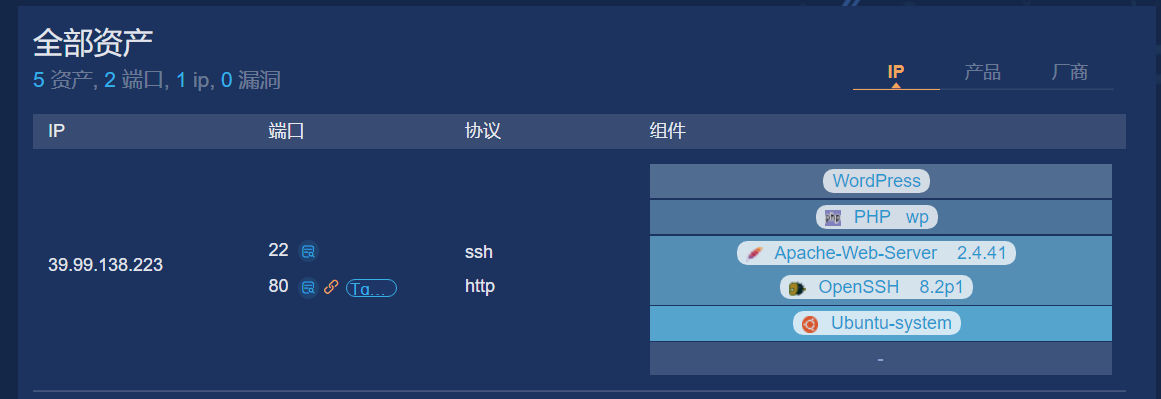 全部资产
5 资产, 2 端口, 1 ip, 0 漏洞
IP 产品 厂商
IP 端口 协议 组件
WordPress
PHP wp
39.99.138.223
22 ssh
80 Ta... http
Apache-Web-Server 2.4.41
OpenSSH 8.2p1
Ubuntu-system
-